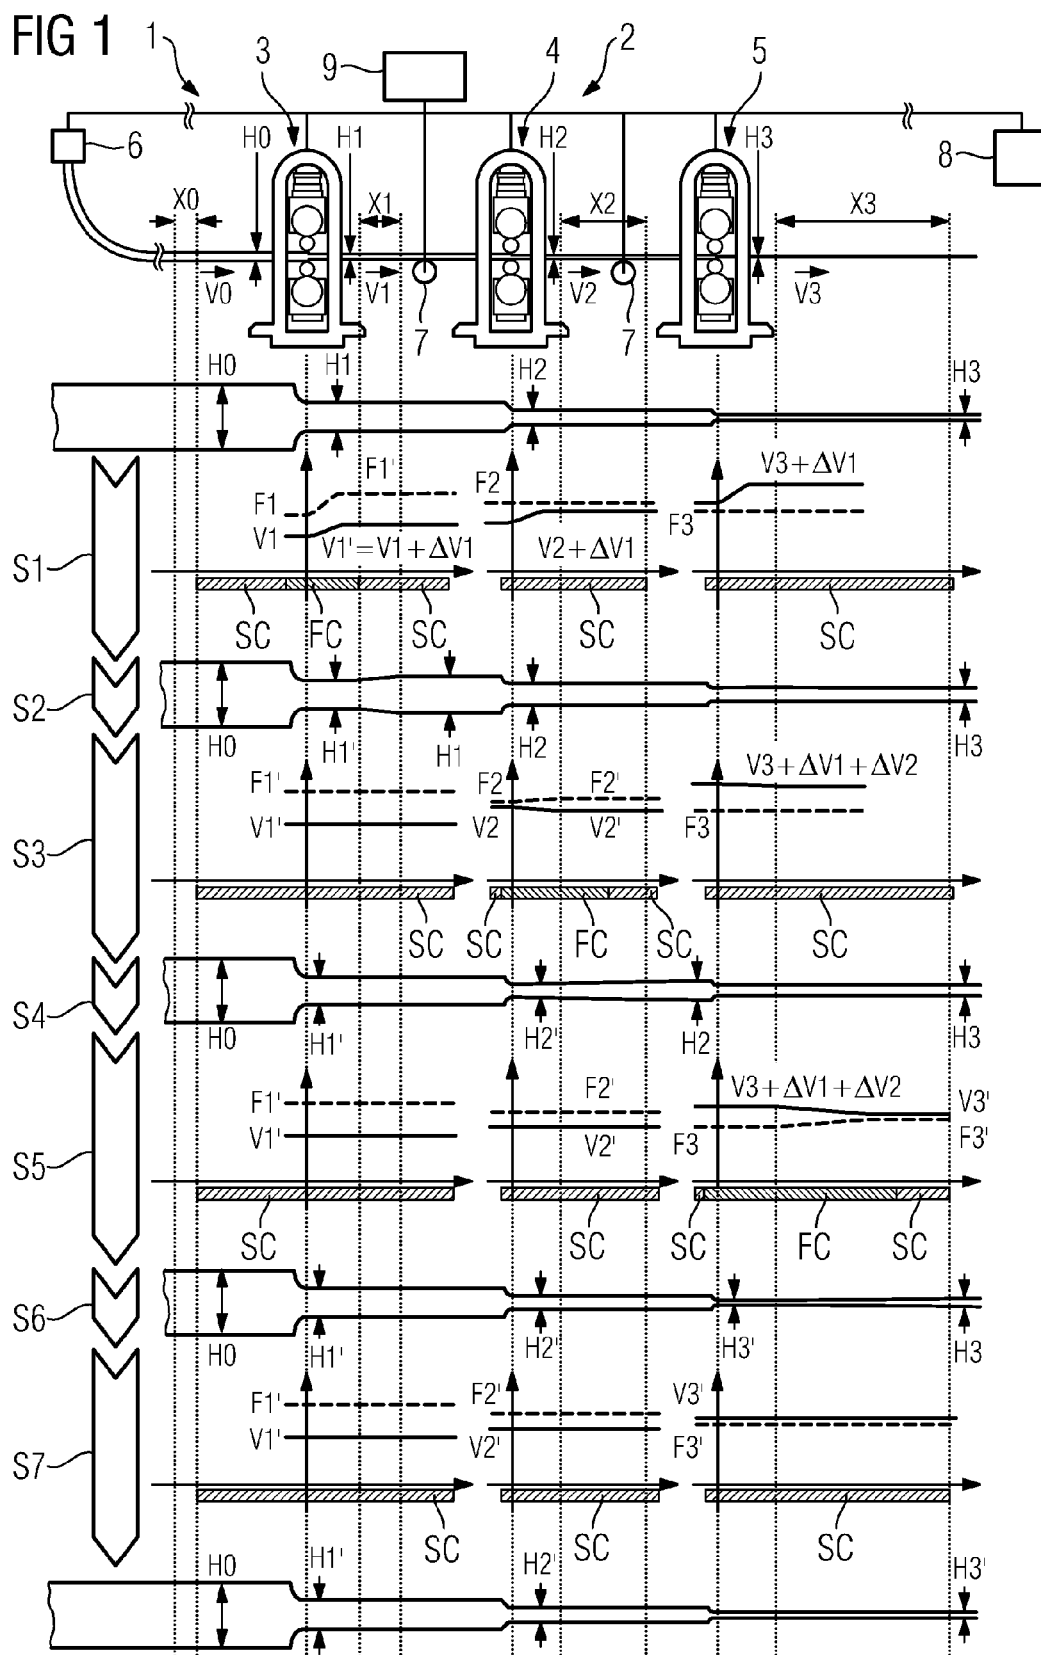 FIG 1
1
3
9
4
2
5
6
H0
H1
H2
H3
8
X0
X1
X2
X3
V0
V1
V2
V3
7
7
H0
H1
H2
H3
F1'
F2
V3+ΔV1
F1
V1
F3
V1'=V1+ΔV1
V2+ΔV1
S1
SC
FC
SC
SC
SC
S2
H0
H1'
H1
H2
H3
F1'
F2
F2'
V3+ΔV1+ΔV2
V1'
V2
V2'
F3
S3
SC
SC
FC
SC
SC
S4
H0
H1'
H2'
H2
H3
F1'
F2'
V3+ΔV1+ΔV2
V3'
V1'
V2'
F3
F3'
S5
SC
SC
SC
FC
SC
S6
H0
H1'
H2'
H3'
H3
F1'
F2'
V3'
V1'
V2'
F3'
S7
SC
SC
SC
H0
H1'
H2'
H3'